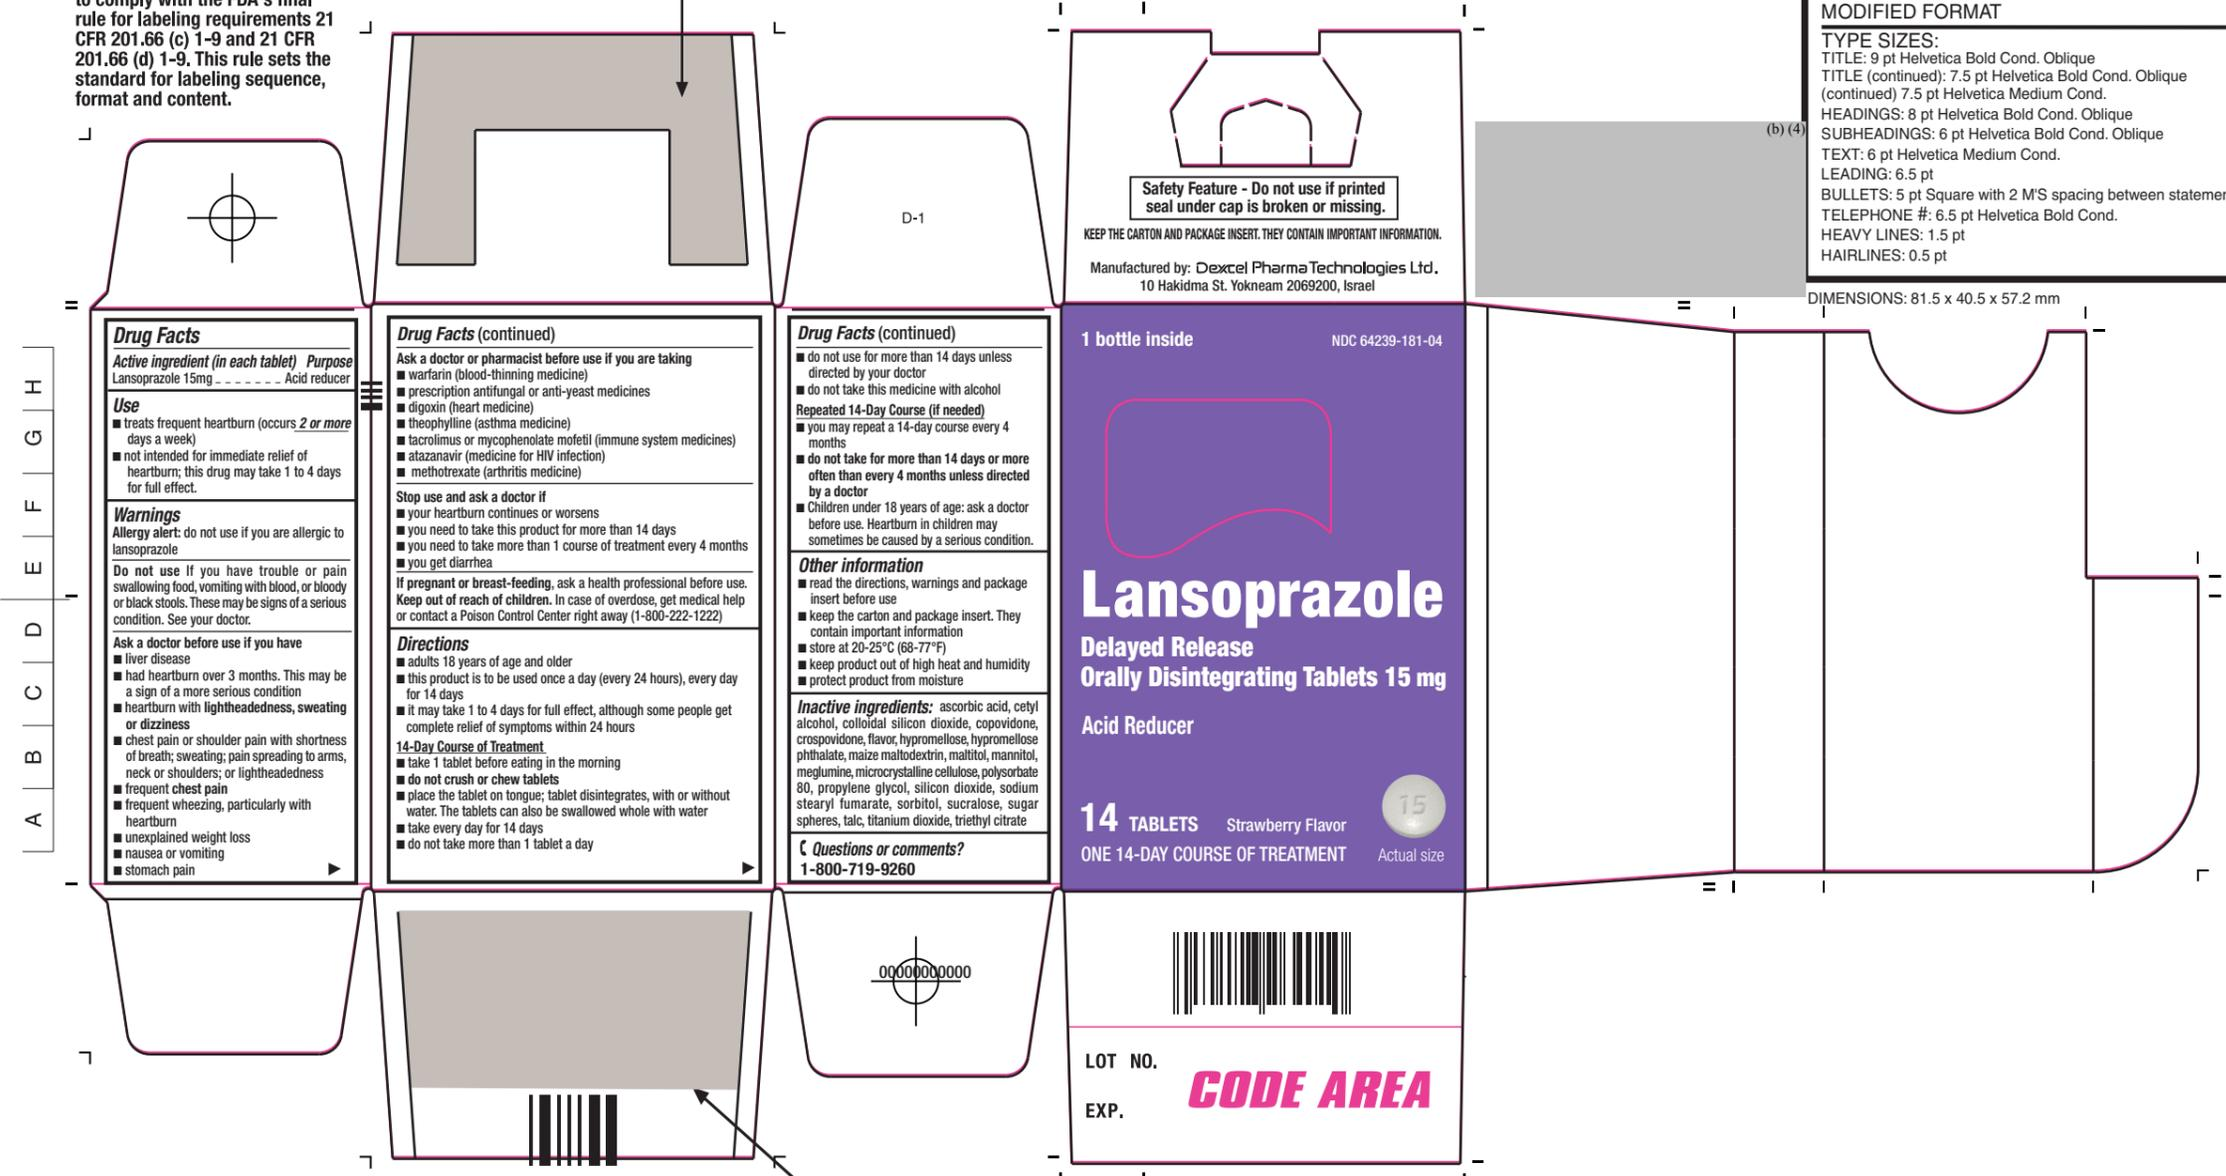 to comply with the FDA's final
rule for labeling requirements 21
CFR 201.66 (c) 1-9 and 21 CFR
201.66 (d) 1-9. This rule sets the
standard for labeling sequence,
format and content.
H
G
F
E
D
C
B
A
Drug Facts
Active ingredient (in each tablet) Purpose
Lansoprazole 15mg _ _ _ _ _ _ _ Acid reducer
Use
■ treats frequent heartburn (occurs 2 or more
days a week)
■ not intended for immediate relief of
heartburn; this drug may take 1 to 4 days
for full effect.
Warnings
Allergy alert: do not use if you are allergic to
lansoprazole
Do not use If you have trouble or pain
swallowing food, vomiting with blood, or bloody
or black stools. These may be signs of a serious
condition. See your doctor.
Ask a doctor before use if you have
■ liver disease
■ had heartburn over 3 months. This may be
a sign of a more serious condition
■ heartburn with lightheadedness, sweating
or dizziness
■ chest pain or shoulder pain with shortness
of breath; sweating; pain spreading to arms,
neck or shoulders; or lightheadedness
■ frequent chest pain
■ frequent wheezing, particularly with
heartburn
■ unexplained weight loss
■ nausea or vomiting
■ stomach pain
Drug Facts (continued)
Ask a doctor or pharmacist before use if you are taking
■ warfarin (blood-thinning medicine)
■ prescription antifungal or anti-yeast medicines
■ digoxin (heart medicine)
■ theophylline (asthma medicine)
■ tacrolimus or mycophenolate mofetil (immune system medicines)
■ atazanavir (medicine for HIV infection)
■ methotrexate (arthritis medicine)
Stop use and ask a doctor if
■ your heartburn continues or worsens
■ you need to take this product for more than 14 days
■ you need to take more than 1 course of treatment every 4 months
■ you get diarrhea
If pregnant or breast-feeding, ask a health professional before use.
Keep out of reach of children. In case of overdose, get medical help
or contact a Poison Control Center right away (1-800-222-1222)
Directions
■ adults 18 years of age and older
■ this product is to be used once a day (every 24 hours), every day
for 14 days
■ it may take 1 to 4 days for full effect, although some people get
complete relief of symptoms within 24 hours
14-Day Course of Treatment
■ take 1 tablet before eating in the morning
■ do not crush or chew tablets
■ place the tablet on tongue; tablet disintegrates, with or without
water. The tablets can also be swallowed whole with water
■ take every day for 14 days
■ do not take more than 1 tablet a day
D-1
Drug Facts (continued)
■ do not use for more than 14 days unless
directed by your doctor
■ do not take this medicine with alcohol
Repeated 14-Day Course (if needed)
■ you may repeat a 14-day course every 4
months
■ do not take for more than 14 days or more
often than every 4 months unless directed
by a doctor
■ Children under 18 years of age: ask a doctor
before use. Heartburn in children may
sometimes be caused by a serious condition.
Other information
■ read the directions, warnings and package
insert before use
■ keep the carton and package insert. They
contain important information
■ store at 20-25°C (68-77°F)
■ keep product out of high heat and humidity
■ protect product from moisture
Inactive ingredients: ascorbic acid, cetyl
alcohol, colloidal silicon dioxide, copovidone,
crospovidone, flavor, hypromellose, hypromellose
phthalate, maize maltodextrin, maltitol, mannitol,
meglumine, microcrystalline cellulose, polysorbate
80, propylene glycol, silicon dioxide, sodium
stearyl fumarate, sorbitol, sucralose, sugar
spheres, talc, titanium dioxide, triethyl citrate
Questions or comments?
1-800-719-9260
00000000000
Safety Feature - Do not use if printed
seal under cap is broken or missing.
KEEP THE CARTON AND PACKAGE INSERT. THEY CONTAIN IMPORTANT INFORMATION.
Manufactured by: Dexcel Pharma Technologies Ltd.
10 Hakidma St. Yokneam 2069200, Israel
1 bottle inside NDC 64239-181-04
Lansoprazole
Delayed Release
Orally Disintegrating Tablets 15 mg
Acid Reducer
15
14 TABLETS Strawberry Flavor
ONE 14-DAY COURSE OF TREATMENT Actual size
LOT NO.
CODE AREA
EXP.
(b) (4)
MODIFIED FORMAT
TYPE SIZES:
TITLE: 9 pt Helvetica Bold Cond. Oblique
TITLE (continued): 7.5 pt Helvetica Bold Cond. Oblique
(continued) 7.5 pt Helvetica Medium Cond.
HEADINGS: 8 pt Helvetica Bold Cond. Oblique
SUBHEADINGS: 6 pt Helvetica Bold Cond. Oblique
TEXT: 6 pt Helvetica Medium Cond.
LEADING: 6.5 pt
BULLETS: 5 pt Square with 2 M'S spacing between statemen
TELEPHONE #: 6.5 pt Helvetica Bold Cond.
HEAVY LINES: 1.5 pt
HAIRLINES: 0.5 pt
DIMENSIONS: 81.5 x 40.5 x 57.2 mm